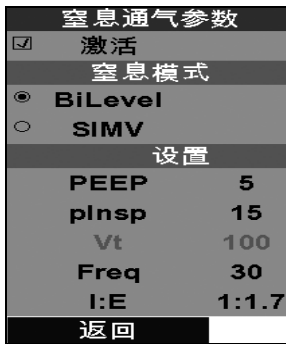 窒息通气参数
激活
窒息模式
BiLevel
SIMV
设置
PEEP 5
pInsp 15
Vt 100
Freq 30
I:E 1:1.7
返回